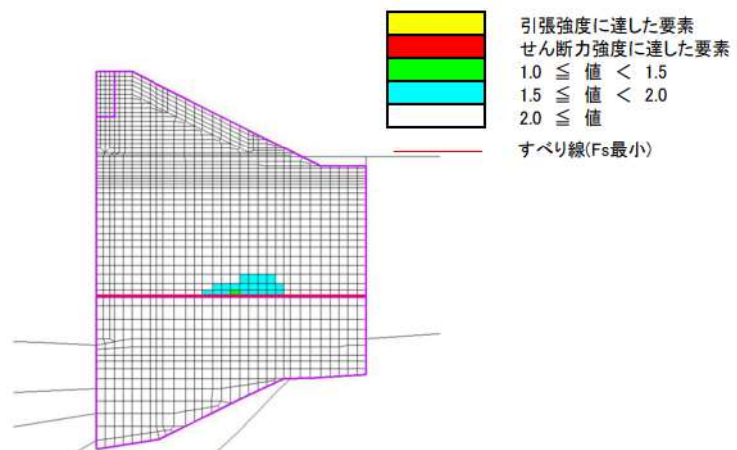 引張強度に達した要素
せん断力強度に達した要素
1.0 ≦ 値 < 1.5
1.5 ≦ 値 < 2.0
2.0 ≦ 値
すべり線(Fs最小)